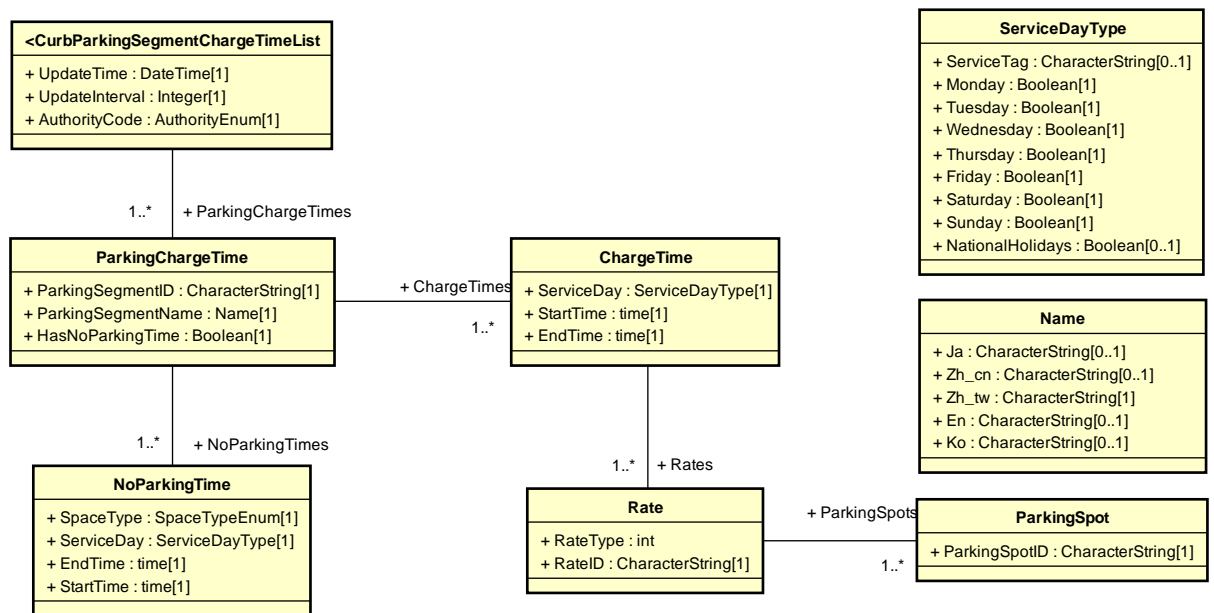 <CurbParkingSegmentChargeTimeList
+ UpdateTime : DateTime[1]
+ UpdateInterval : Integer[1]
+ AuthorityCode : AuthorityEnum[1]
1..*
+ ParkingChargeTimes
ParkingChargeTime
+ ParkingSegmentID : CharacterString[1]
+ ParkingSegmentName : Name[1]
+ HasNoParkingTime : Boolean[1]
+ ChargeTimes
1..*
ChargeTime
+ ServiceDay : ServiceDayType[1]
+ StartTime : time[1]
+ EndTime : time[1]
1..*
+ NoParkingTimes
NoParkingTime
+ SpaceType : SpaceTypeEnum[1]
+ ServiceDay : ServiceDayType[1]
+ EndTime : time[1]
+ StartTime : time[1]
1..*
+ Rates
Rate
+ RateType : int
+ RateID : CharacterString[1]
+ ParkingSpots
1..*
ParkingSpot
+ ParkingSpotID : CharacterString[1]
ServiceDayType
+ ServiceTag : CharacterString[0..1]
+ Monday : Boolean[1]
+ Tuesday : Boolean[1]
+ Wednesday : Boolean[1]
+ Thursday : Boolean[1]
+ Friday : Boolean[1]
+ Saturday : Boolean[1]
+ Sunday : Boolean[1]
+ NationalHolidays : Boolean[0..1]
Name
+ Ja : CharacterString[0..1]
+ Zh_cn : CharacterString[0..1]
+ Zh_tw : CharacterString[1]
+ En : CharacterString[0..1]
+ Ko : CharacterString[0..1]